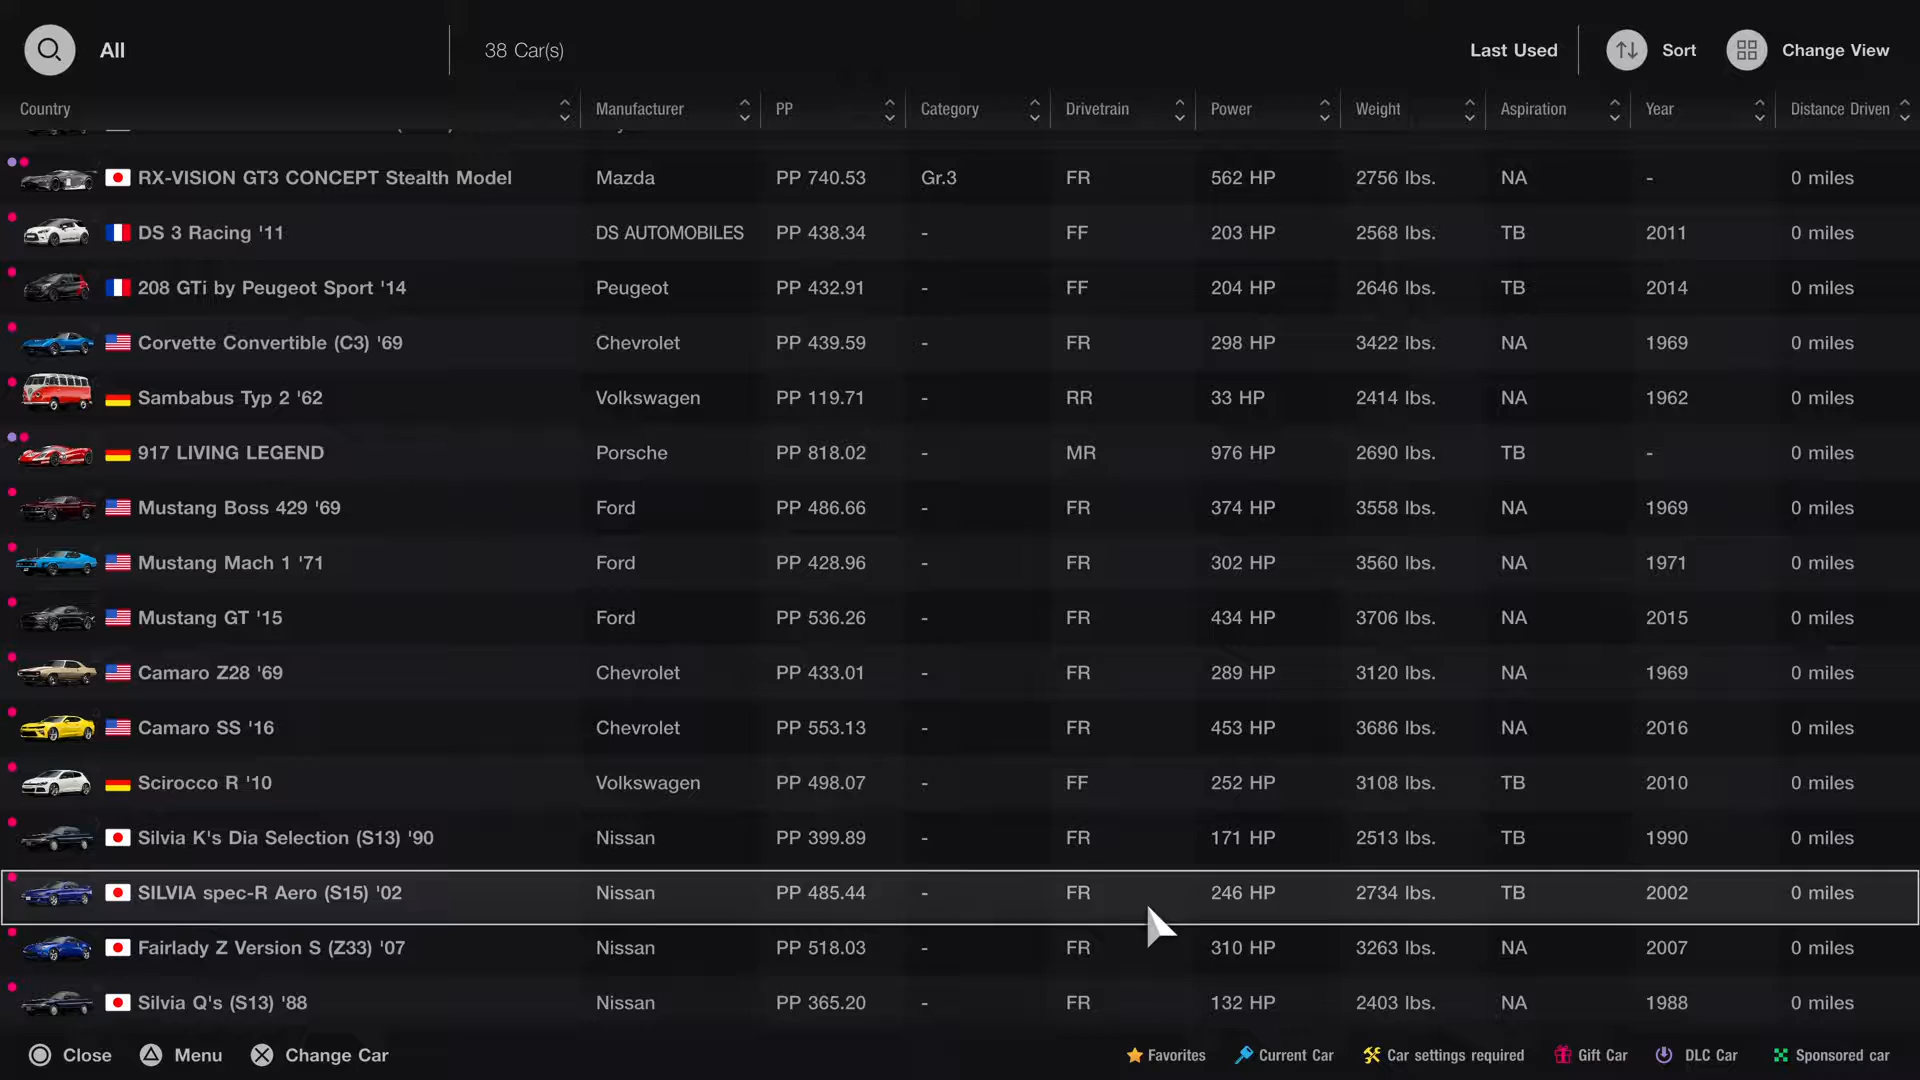 All
38 Car(s)
Last Used
Sort
Change View
Country Manufacturer PP Category Drivetrain Power Weight Aspiration Year Distance Driven
RX-VISION GT3 CONCEPT Stealth Model Mazda PP 740.53 Gr.3 FR 562 HP 2756 lbs. NA - 0 miles
DS 3 Racing '11 DS AUTOMOBILES PP 438.34 - FF 203 HP 2568 lbs. TB 2011 0 miles
208 GTi by Peugeot Sport '14 Peugeot PP 432.91 - FF 204 HP 2646 lbs. TB 2014 0 miles
Corvette Convertible (C3) '69 Chevrolet PP 439.59 - FR 298 HP 3422 lbs. NA 1969 0 miles
Sambabus Typ 2 '62 Volkswagen PP 119.71 - RR 33 HP 2414 lbs. NA 1962 0 miles
917 LIVING LEGEND Porsche PP 818.02 - MR 976 HP 2690 lbs. TB - 0 miles
Mustang Boss 429 '69 Ford PP 486.66 - FR 374 HP 3558 lbs. NA 1969 0 miles
Mustang Mach 1 '71 Ford PP 428.96 - FR 302 HP 3560 lbs. NA 1971 0 miles
Mustang GT '15 Ford PP 536.26 - FR 434 HP 3706 lbs. NA 2015 0 miles
Camaro Z28 '69 Chevrolet PP 433.01 - FR 289 HP 3120 lbs. NA 1969 0 miles
Camaro SS '16 Chevrolet PP 553.13 - FR 453 HP 3686 lbs. NA 2016 0 miles
Scirocco R '10 Volkswagen PP 498.07 - FF 252 HP 3108 lbs. TB 2010 0 miles
Silvia K's Dia Selection (S13) '90 Nissan PP 399.89 - FR 171 HP 2513 lbs. TB 1990 0 miles
SILVIA spec-R Aero (S15) '02 Nissan PP 485.44 - FR 246 HP 2734 lbs. TB 2002 0 miles
Fairlady Z Version S (Z33) '07 Nissan PP 518.03 - FR 310 HP 3263 lbs. NA 2007 0 miles
Silvia Q's (S13) '88 Nissan PP 365.20 - FR 132 HP 2403 lbs. NA 1988 0 miles
Close Menu Change Car Favorites Current Car Car settings required Gift Car DLC Car Sponsored car